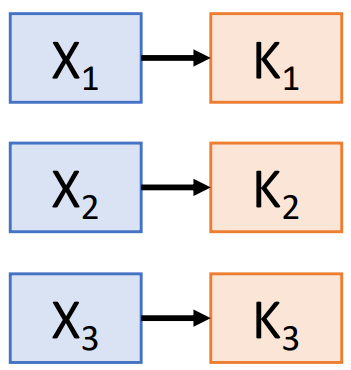 X₁ K₁
X₂ K₂
X₃ K₃